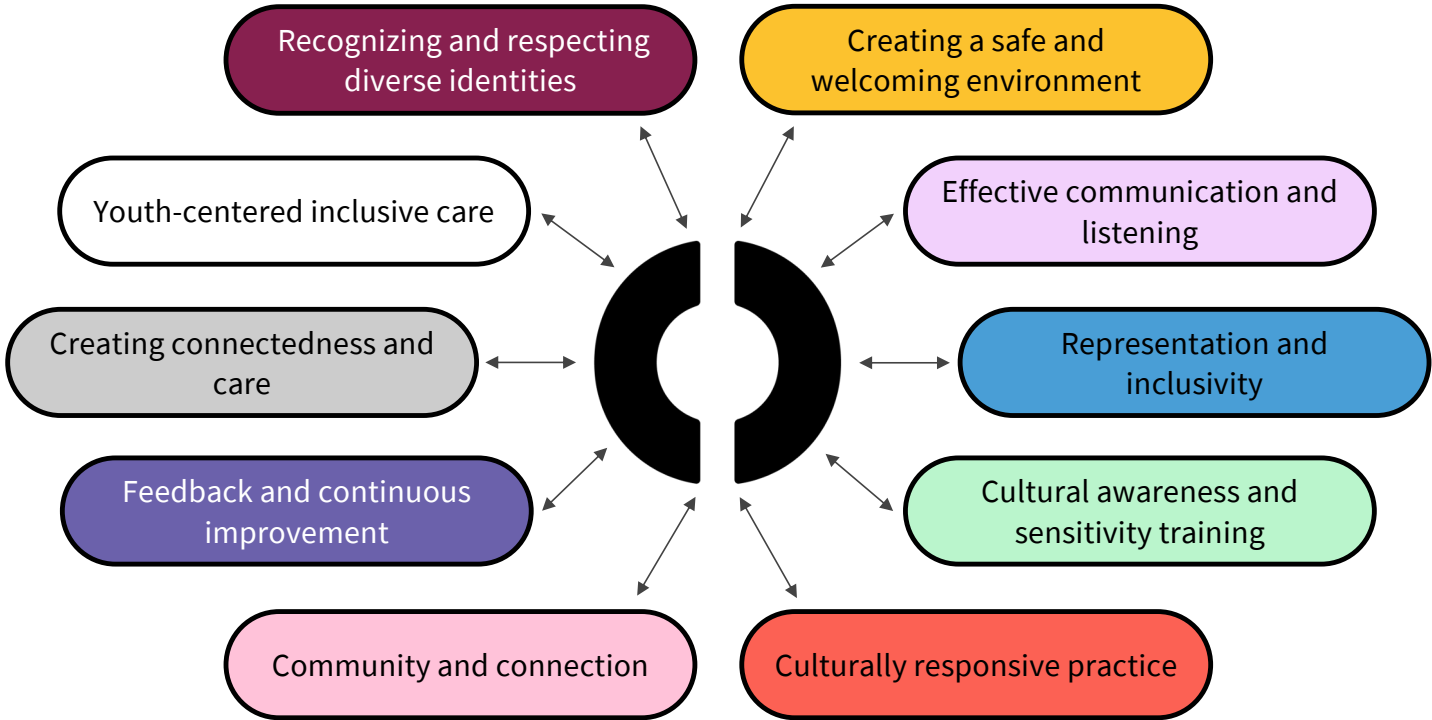 Recognizing and respecting
diverse identities
Creating a safe and
welcoming environment
Youth-centered inclusive care
Effective communication and
listening
Creating connectedness and
care
Representation and
inclusivity
Feedback and continuous
improvement
Cultural awareness and
sensitivity training
Community and connection
Culturally responsive practice